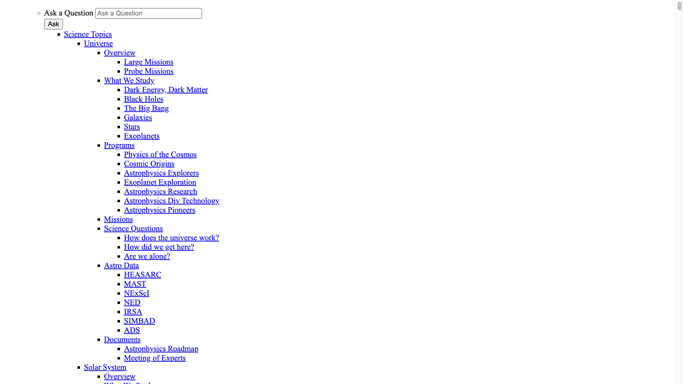 Ask a Question Ask a Question
Ask
Science Topics
Universe
Overview
Large Missions
Probe Missions
What We Study
Dark Energy, Dark Matter
Black Holes
The Big Bang
Galaxies
Stars
Exoplanets
Programs
Physics of the Cosmos
Cosmic Origins
Astrophysics Explorers
Exoplanet Exploration
Astrophysics Research
Astrophysics Div Technology
Astrophysics Pioneers
Missions
Science Questions
How does the universe work?
How did we get here?
Are we alone?
Astro Data
HEASARC
MAST
NExScI
NED
IRSA
SIMBAD
ADS
Documents
Astrophysics Roadmap
Meeting of Experts
Solar System
Overview